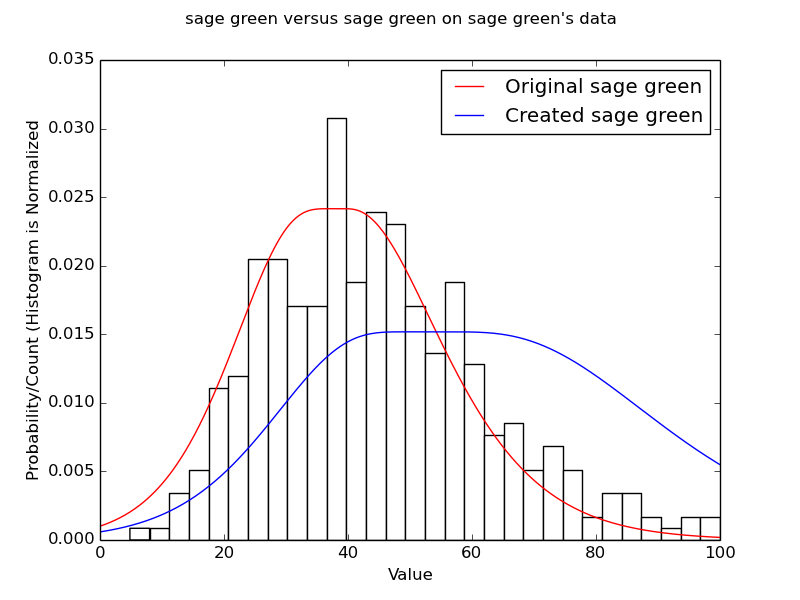 sage green versus sage green on sage green's data
0.035
0.030
0.025
0.020
0.015
0.010
0.005
0.000
Probability/Count (Histogram is Normalized
Original sage green
Created sage green
0 20 40 60 80 100
Value